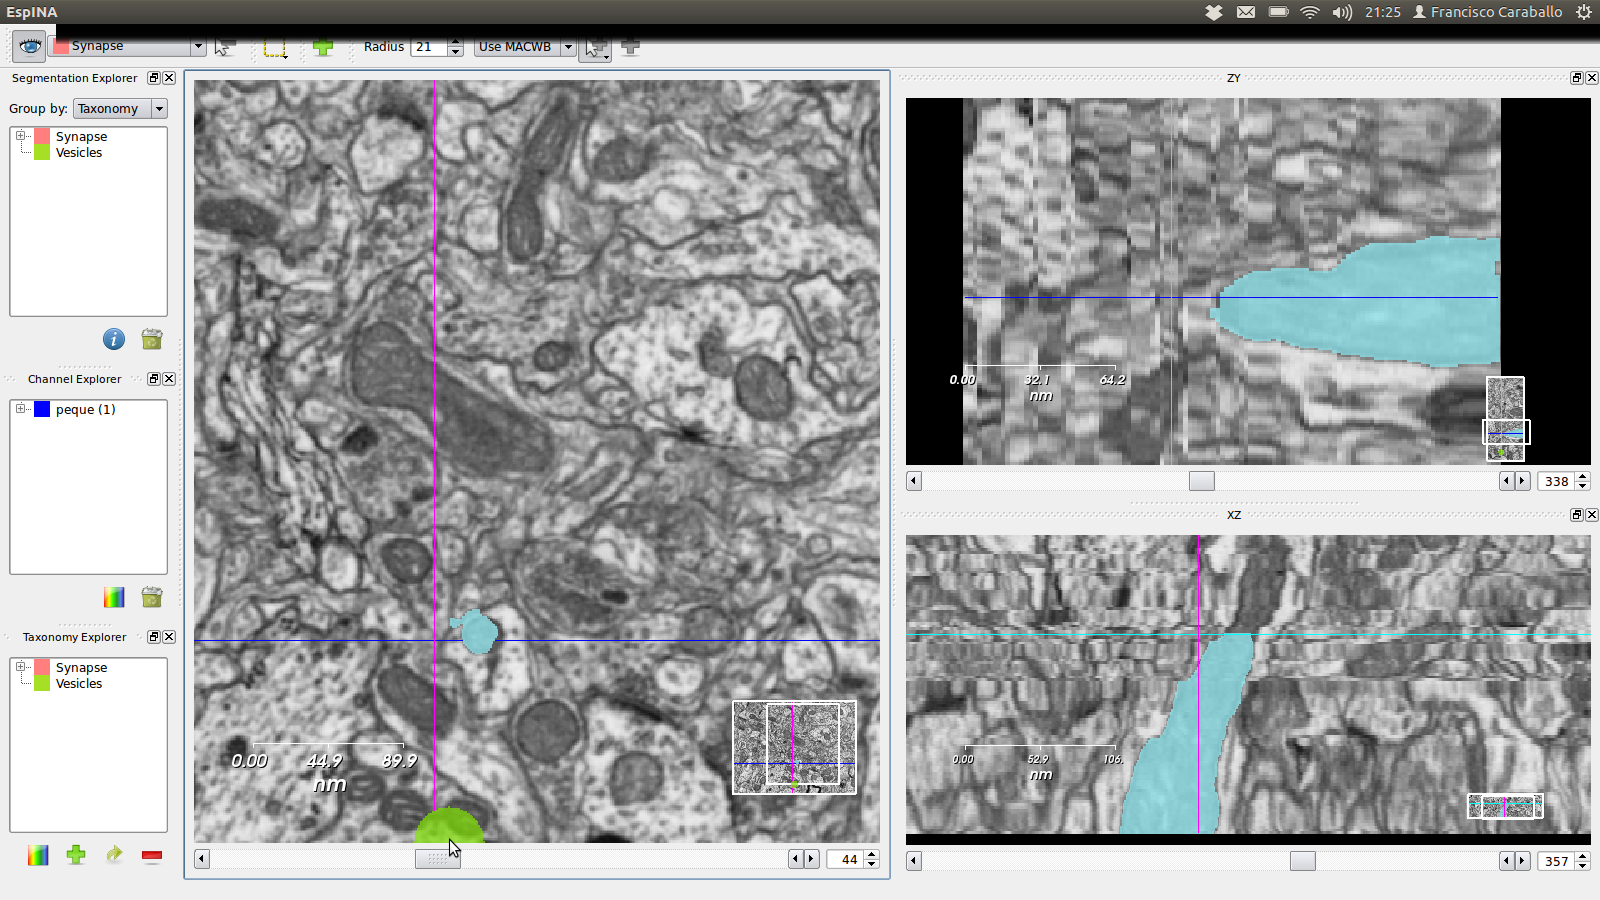 EspINA
21:25 Francisco Caraballo
Synapse
Radius 21 Use MACWB
Segmentation Explorer
Group by: Taxonomy
Synapse
Vesicles
Channel Explorer
peque (1)
Taxonomy Explorer
Synapse
Vesicles
0.00 44.9 89.9
nm
44
ZY
0.00 32.1 64.2
nm
338
XZ
0.00 52.9 106.
nm
357